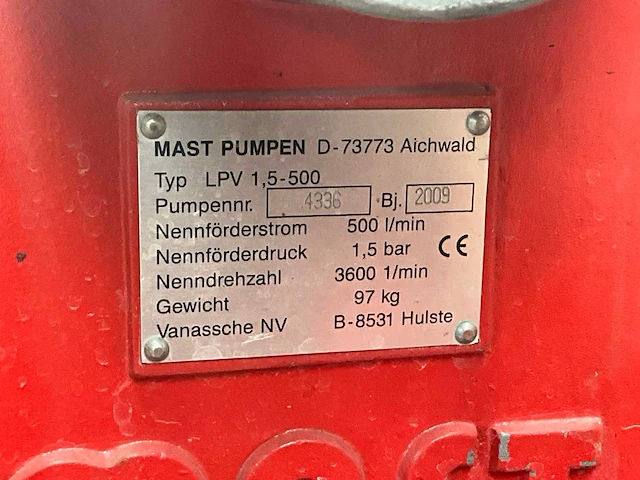 MAST PUMPEN D-73773 Aichwald
Typ LPV 1,5-500
Pumpennr. 4336 Bj. 2009
Nennförderstrom 500 l/min
Nennförderdruck 1,5 bar CE
Nenndrehzahl 3600 1/min
Gewicht 97 kg
Vanassche NV B-8531 Hulste